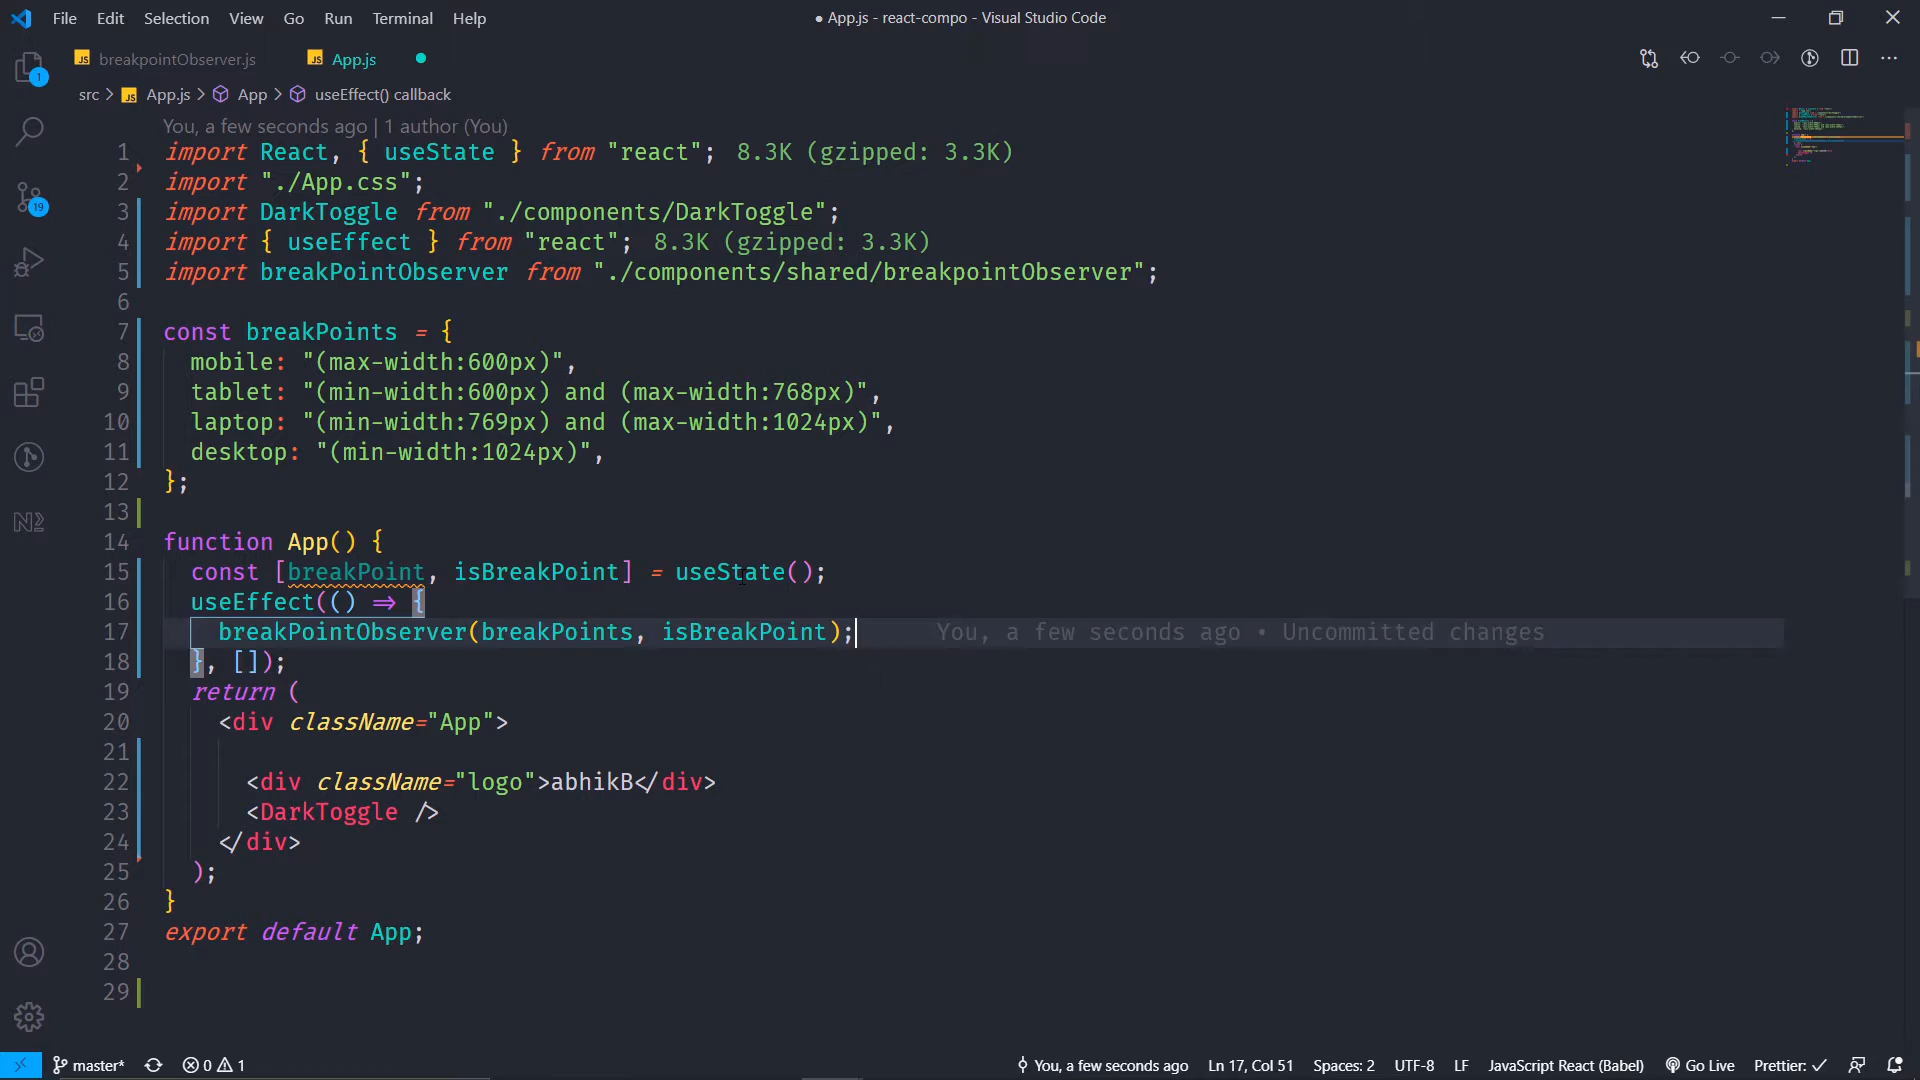 File Edit Selection View Go Run Terminal Help
● App.js - react-compo - Visual Studio Code
JS breakpointObserver.js
JS App.js
src > JS App.js > App > useEffect() callback
1
19
N
You, a few seconds ago | 1 author (You)
1 import React, { useState } from "react"; 8.3K (gzipped: 3.3K)
2 import "./App.css";
3 import DarkToggle from "./components/DarkToggle";
4 import { useEffect } from "react"; 8.3K (gzipped: 3.3K)
5 import breakPointObserver from "./components/shared/breakpointObserver";
6
7 const breakPoints = {
8 mobile: "(max-width:600px)",
9 tablet: "(min-width:600px) and (max-width:768px)",
10 laptop: "(min-width:769px) and (max-width:1024px)",
11 desktop: "(min-width:1024px)",
12 };
13
14 function App() {
15 const [breakPoint, isBreakPoint] = useState();
16 useEffect(() => {
17 breakPointObserver(breakPoints, isBreakPoint); You, a few seconds ago • Uncommitted changes
18 }, []);
19 return (
20 <div className="App">
21
22 <div className="logo">abhikB</div>
23 <DarkToggle />
24 </div>
25 );
26 }
27 export default App;
28
29
master* 0 1 You, a few seconds ago Ln 17, Col 51 Spaces: 2 UTF-8 LF JavaScript React (Babel) Go Live Prettier: ✓